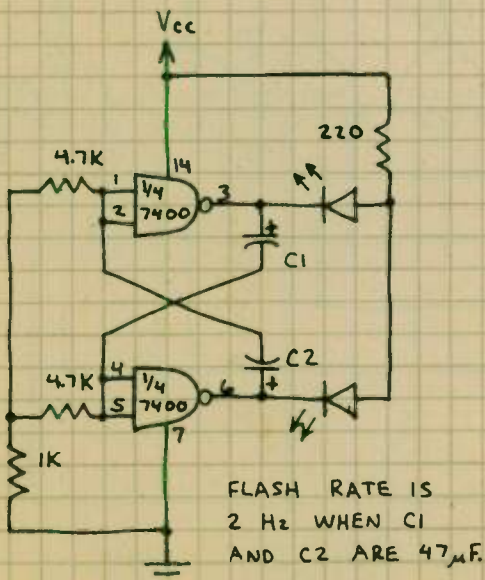 Vcc
220
4.7K
14
1
1/4
3
2
7400
+
C1
C2
4
1/4
4.7K
5
7400
6
+
7
1K
FLASH RATE IS
2 Hz WHEN C1
AND C2 ARE 47µF.